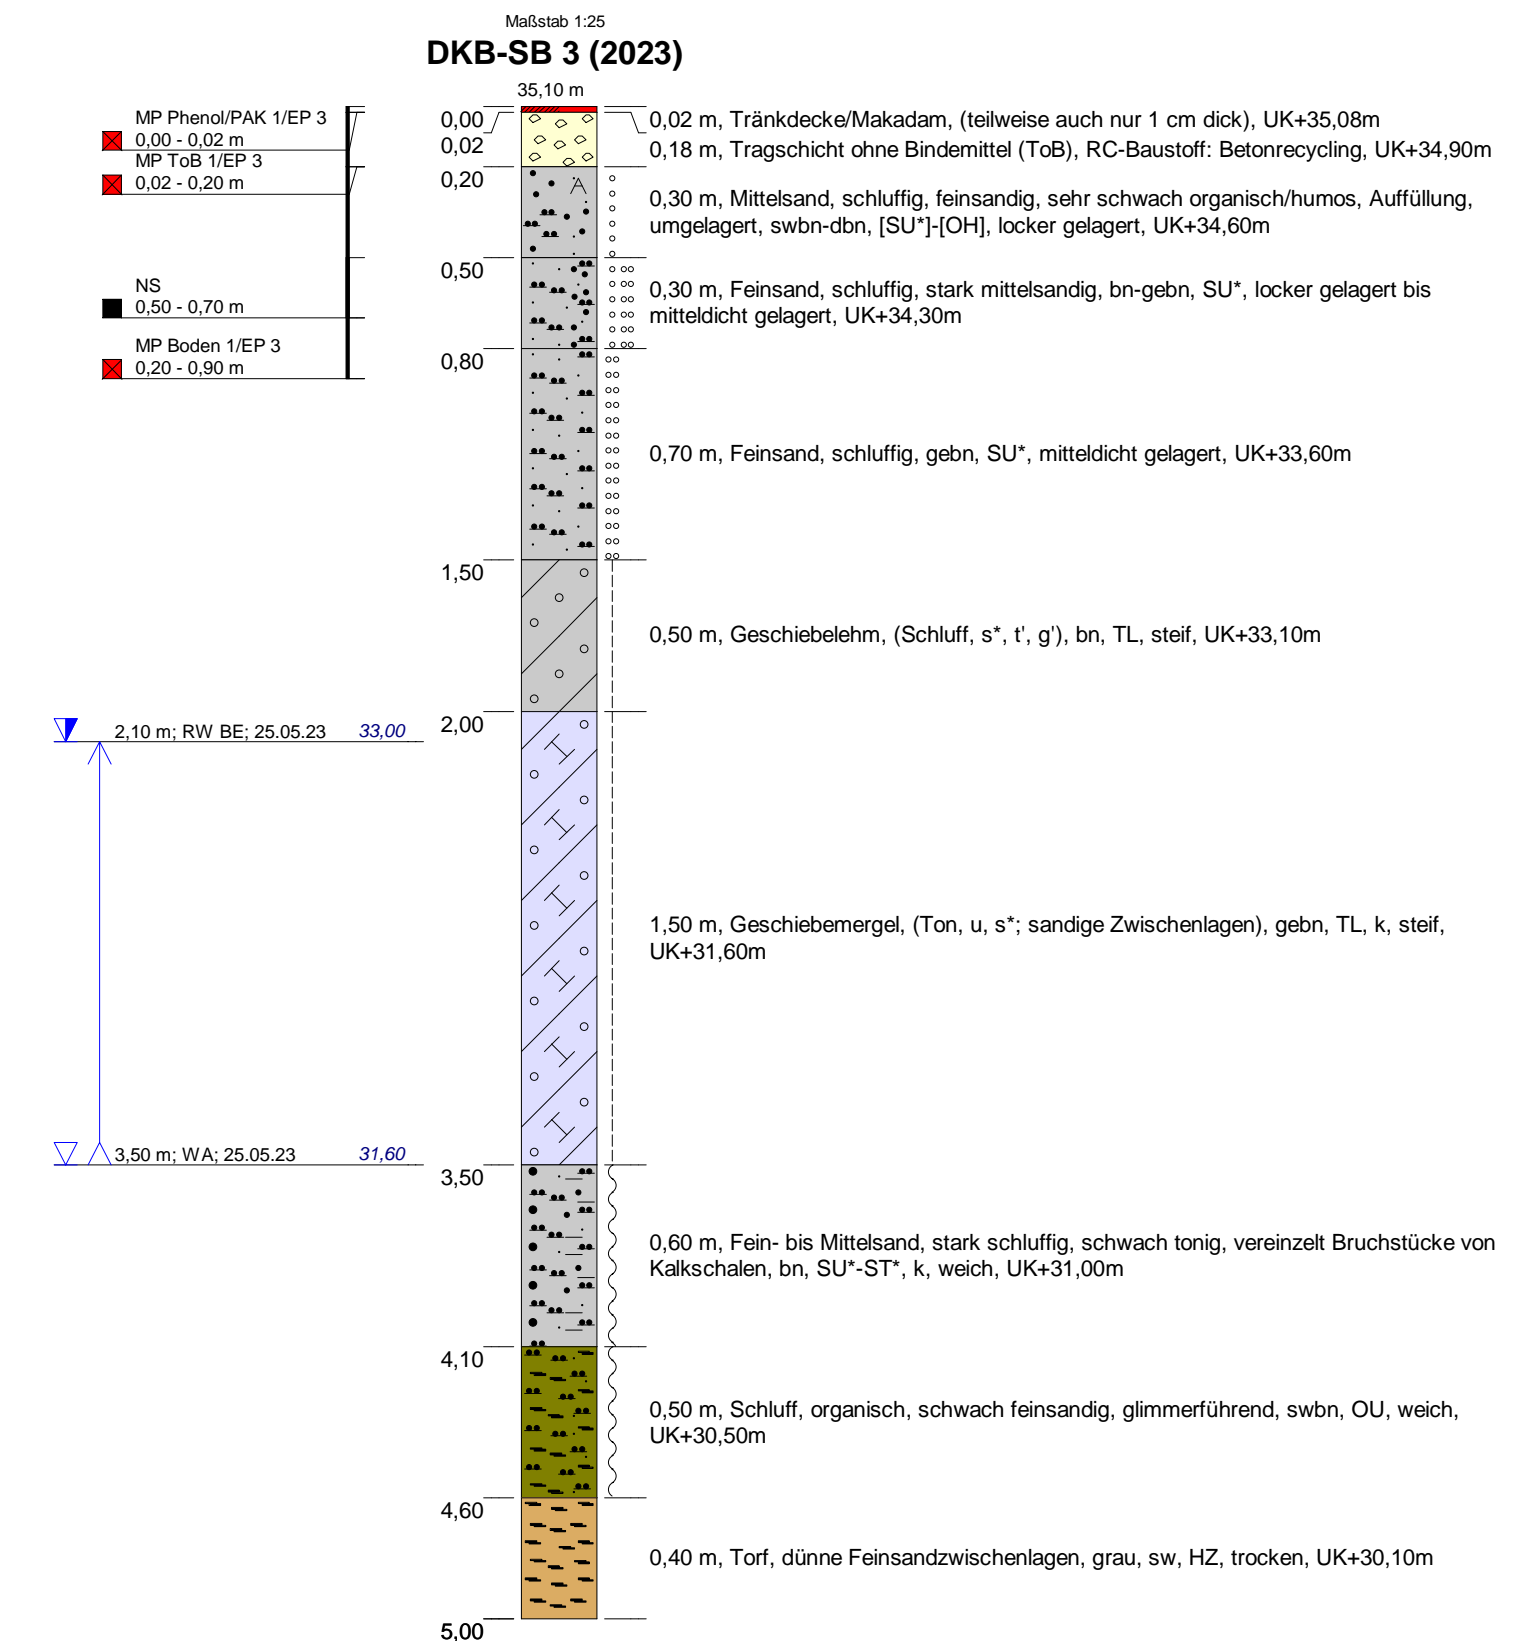 Maßstab 1:25
DKB-SB 3 (2023)
35,10 m
MP Phenol/PAK 1/EP 3
0,00 - 0,02 m
MP ToB 1/EP 3
0,02 - 0,20 m
NS
0,50 - 0,70 m
MP Boden 1/EP 3
0,20 - 0,90 m
2,10 m; RW BE; 25.05.23 33,00
3,50 m; WA; 25.05.23 31,60
0,00
0,02
0,20
0,50
0,80
1,50
2,00
3,50
4,10
4,60
5,00
A
0,02 m, Tränkdecke/Makadam, (teilweise auch nur 1 cm dick), UK+35,08m
0,18 m, Tragschicht ohne Bindemittel (ToB), RC-Baustoff: Betonrecycling, UK+34,90m
0,30 m, Mittelsand, schluffig, feinsandig, sehr schwach organisch/humos, Auffüllung,
umgelagert, swbn-dbn, [SU*]-[OH], locker gelagert, UK+34,60m
0,30 m, Feinsand, schluffig, stark mittelsandig, bn-gebn, SU*, locker gelagert bis
mitteldicht gelagert, UK+34,30m
0,70 m, Feinsand, schluffig, gebn, SU*, mitteldicht gelagert, UK+33,60m
0,50 m, Geschiebelehm, (Schluff, s*, t', g'), bn, TL, steif, UK+33,10m
1,50 m, Geschiebemergel, (Ton, u, s*; sandige Zwischenlagen), gebn, TL, k, steif,
UK+31,60m
0,60 m, Fein- bis Mittelsand, stark schluffig, schwach tonig, vereinzelt Bruchstücke von
Kalkschalen, bn, SU*-ST*, k, weich, UK+31,00m
0,50 m, Schluff, organisch, schwach feinsandig, glimmerführend, swbn, OU, weich,
UK+30,50m
0,40 m, Torf, dünne Feinsandzwischenlagen, grau, sw, HZ, trocken, UK+30,10m